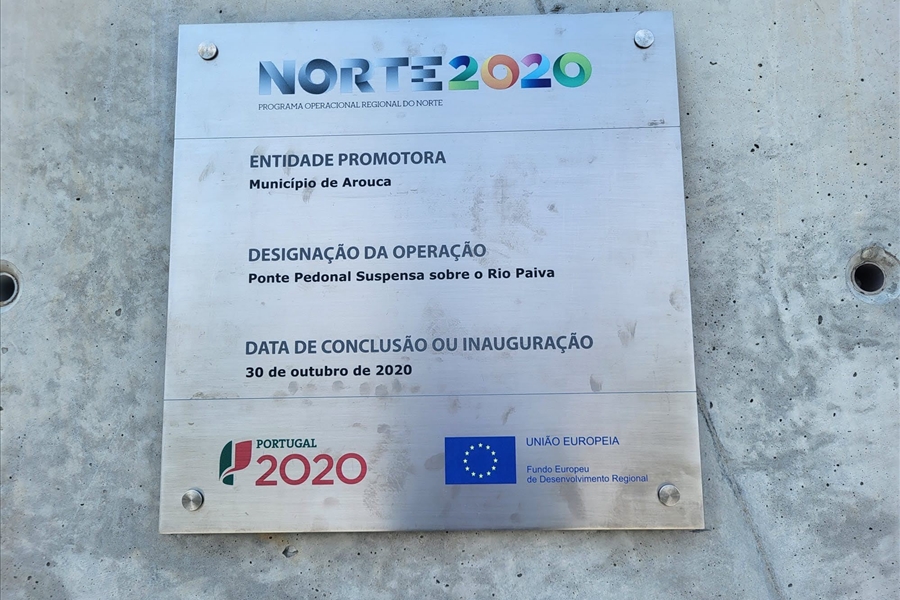 NORTE2020
PROGRAMA OPERACIONAL REGIONAL DO NORTE
ENTIDADE PROMOTORA
Município de Arouca
DESIGNAÇÃO DA OPERAÇÃO
Ponte Pedonal Suspensa sobre o Rio Paiva
DATA DE CONCLUSÃO OU INAUGURAÇÃO
30 de outubro de 2020
PORTUGAL
2020
UNIÃO EUROPEIA
Fundo Europeu
de Desenvolvimento Regional